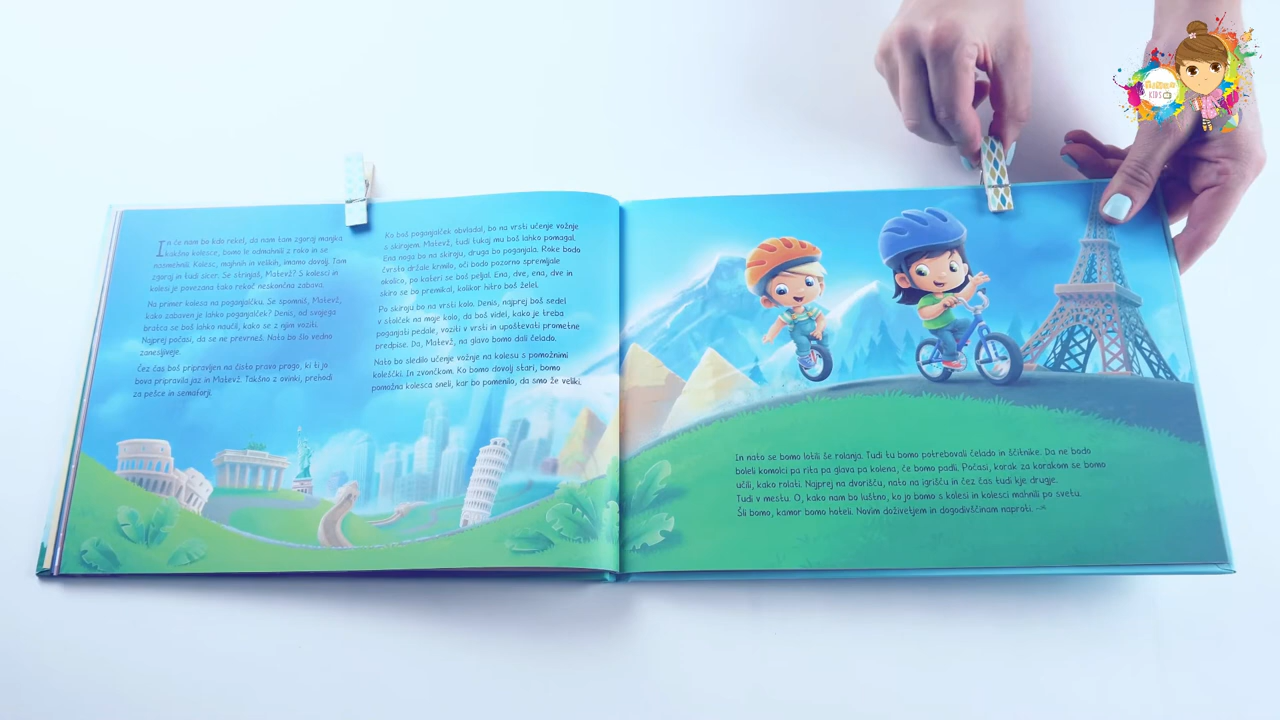 In če nam bo kdo rekel, da nam tam zgoraj manjka
kakšno kolesce, bomo le odmahnili z roko in se
nasmehnili. Kolesc, majhnih in velikih, imamo dovolj. Tam
zgoraj in tudi sicer. Se strinjaš, Matevž? S kolesci in
kolesi je povezana tako rekoč neskončna zabava.
Na primer kolesa na poganjalčku. Se spomniš, Matevž,
kako zabaven je lahko poganjalček? Denis, od svojega
bratca se boš lahko naučil, kako se z njim voziti.
Najprej počasi, da se ne prevrneš. Nato bo šlo vedno
zanesljiveje.
Čez čas boš pripravljen na čisto pravo progo, ki ti jo
bova pripravila jaz in Matevž. Takšno z ovinki, prehodi
za pešce in semaforji.
Ko boš poganjalček obvladal, bo na vrsti učenje vožnje
s skirojem. Matevž, tudi tukaj mu boš lahko pomagal.
Ena noga bo na skiroju, druga bo poganjala. Roke bodo
čvrsto držale krmilo, oči bodo pozorno spremljale
okolico, po kateri se boš peljal. Ena, dve, ena, dve in
skiro se bo premikal, kolikor hitro boš želel.
Po skiroju bo na vrsti kolo. Denis, najprej boš sedel
v stolček na moje kolo, da boš videl, kako je treba
poganjati pedale, voziti v vrsti in upoštevati prometne
predpise. Da, Matevž, na glavo bomo dali čelado.
Nato bo sledilo učenje vožnje na kolesu s pomožnimi
koleščki. In zvončkom. Ko bomo dovolj stari, bomo
pomožna kolesca sneli, kar bo pomenilo, da smo že veliki.
In nato se bomo lotili še rolanja. Tudi tu bomo potrebovali čelado in ščitnike. Da ne bodo
boleli komolci pa rita pa glava pa kolena, če bomo padli. Počasi, korak za korakom se bomo
učili, kako rolati. Najprej na dvorišču, nato na igrišču in čez čas tudi kje drugje.
Tudi v mestu. O, kako nam bo luštno, ko jo bomo s kolesi in kolesci mahnili po svetu.
Šli bomo, kamor bomo hoteli. Novim doživetjem in dogodivščinam naproti.
KIDS